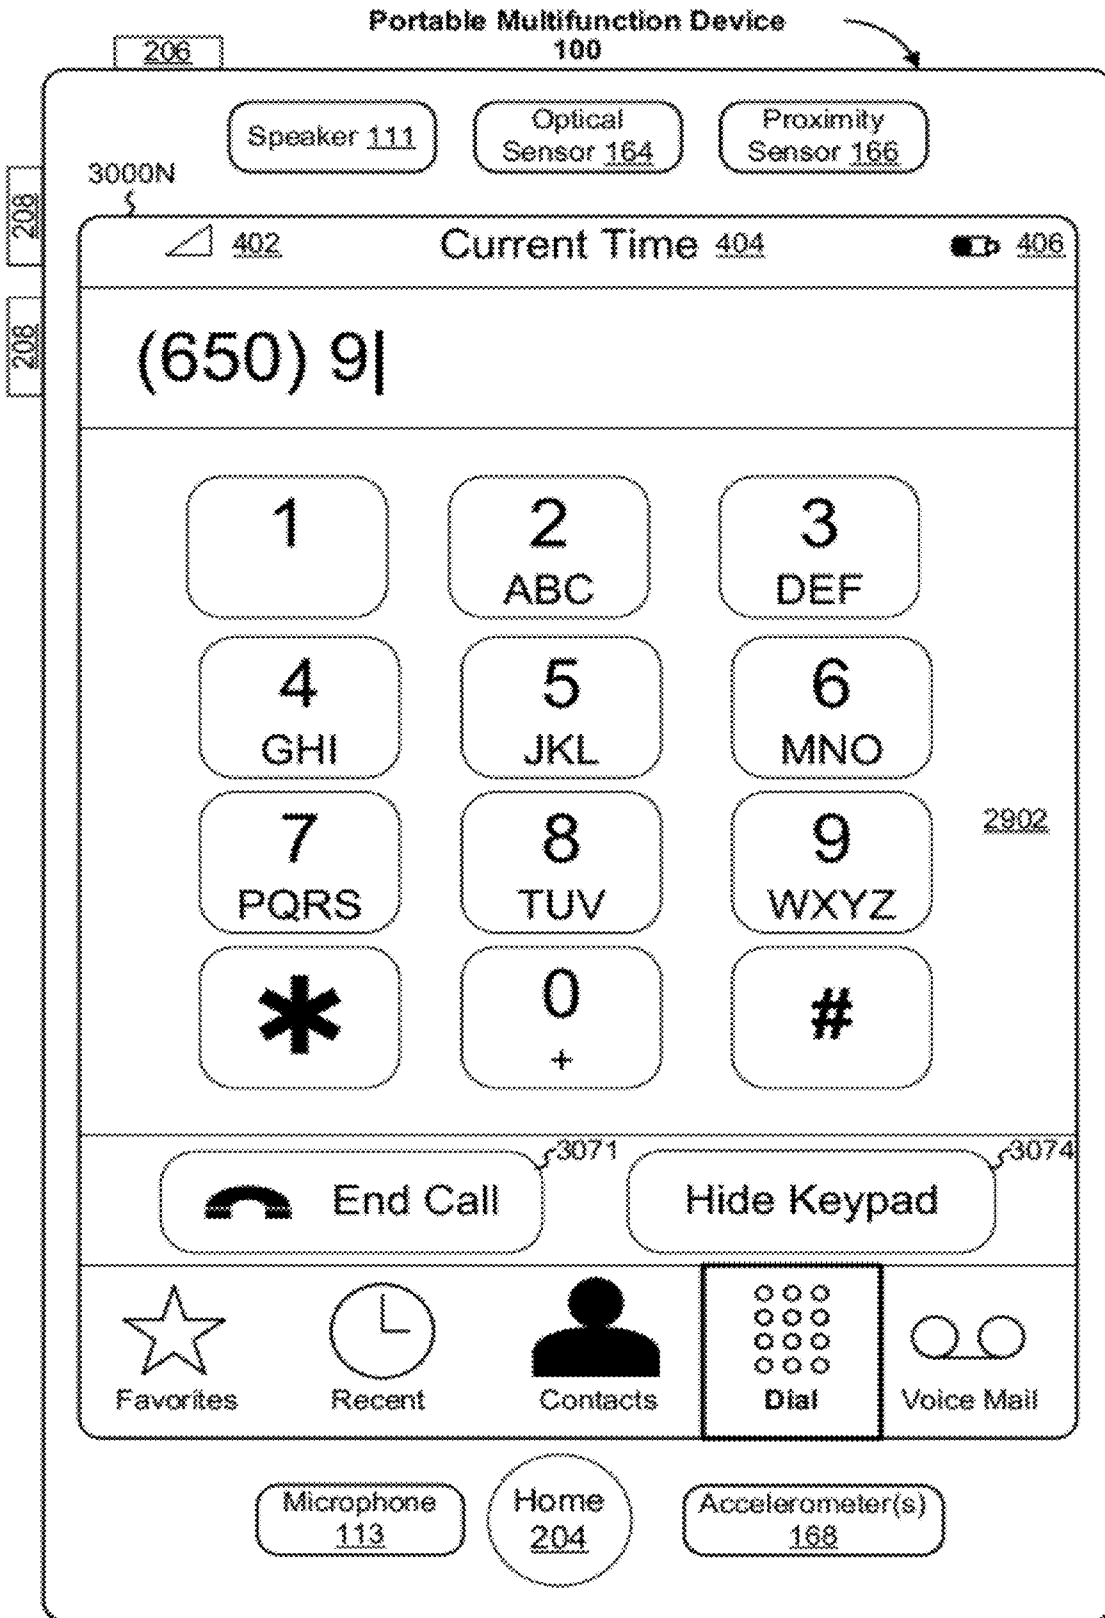 Portable Multifunction Device
100
206
Speaker 111
Optical
Sensor 164
Proximity
Sensor 166
3000N
208
208
402
Current Time 404
406
(650) 9
1
2
ABC
3
DEF
4
GHI
5
JKL
6
MNO
7
PQRS
8
TUV
9
WXYZ
2902
*
0
+
#
3071
End Call
3074
Hide Keypad
Favorites
Recent
Contacts
Dial
Voice Mail
Microphone
113
Home
204
Accelerometer(s)
168